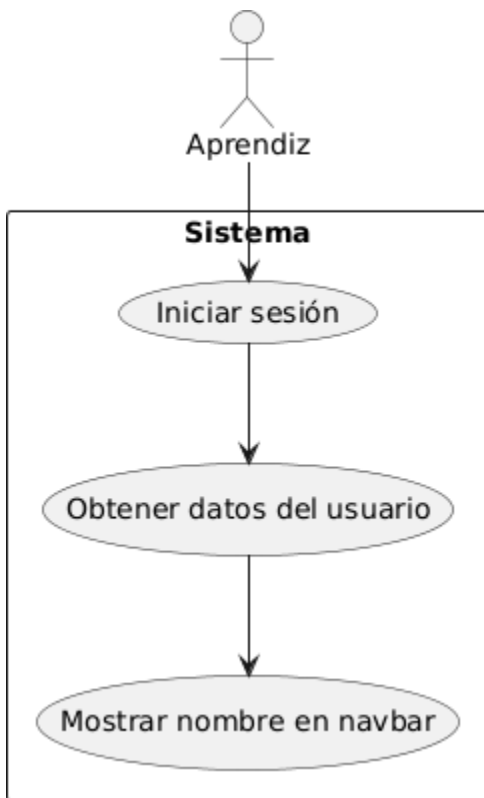 Aprendiz
Sistema
Iniciar sesión
Obtener datos del usuario
Mostrar nombre en navbar